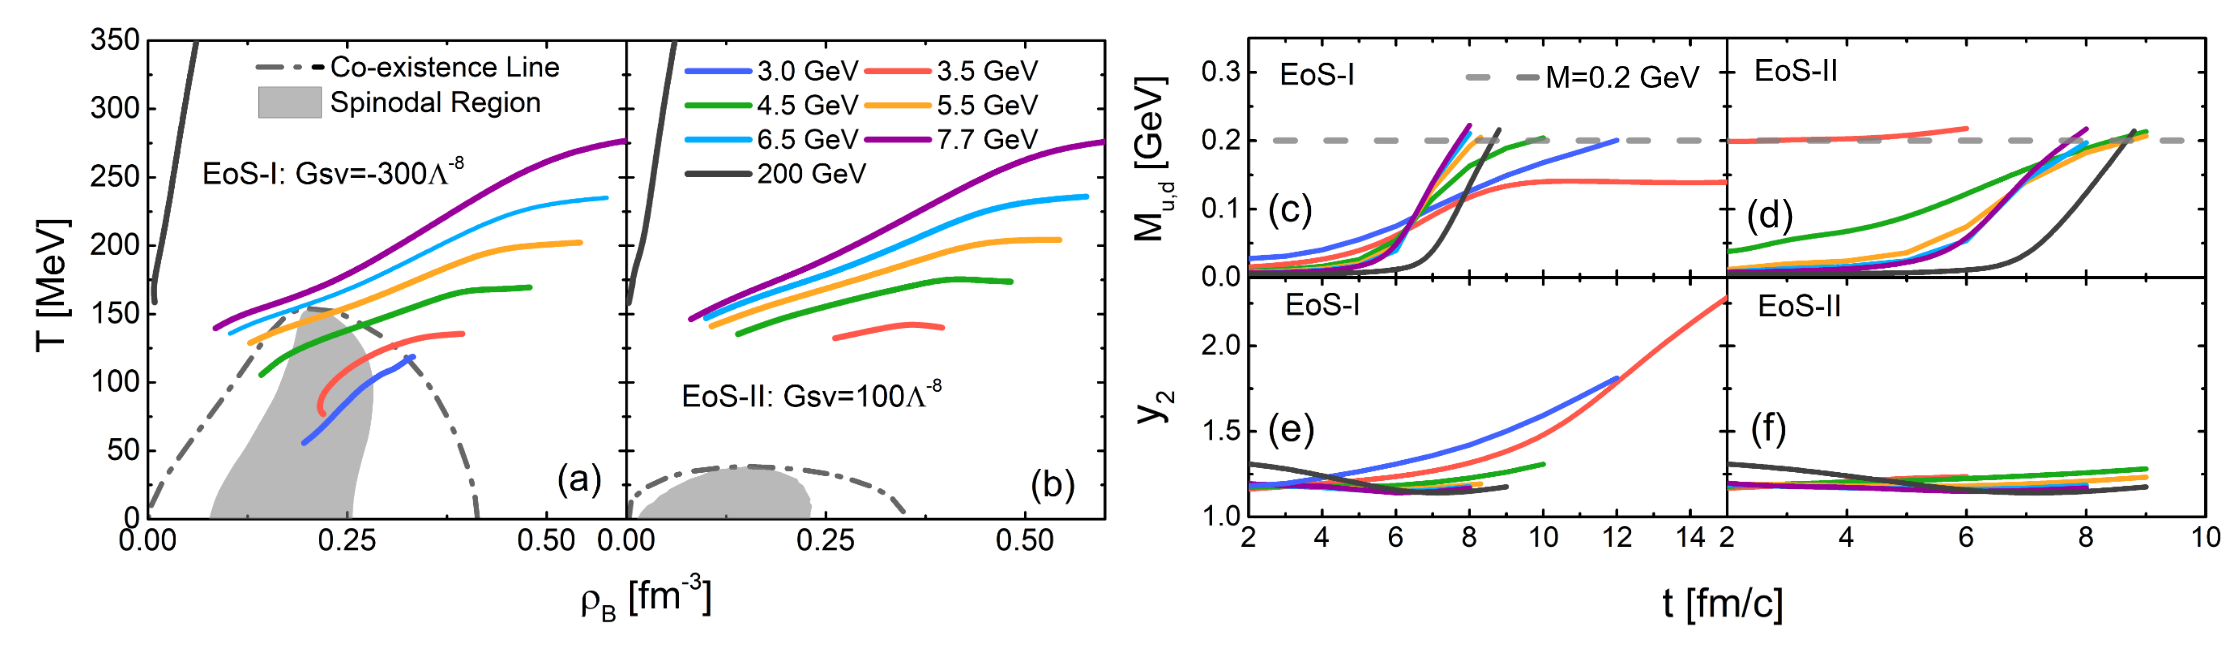 350
300
250
200
150
100
50
0
T [MeV]
Co-existence Line
Spinodal Region
EoS-I: Gsv=-300Λ-8
(a)
0.00
0.25
0.50
3.0 GeV
3.5 GeV
4.5 GeV
5.5 GeV
6.5 GeV
7.7 GeV
200 GeV
EoS-II: Gsv=100Λ-8
(b)
0.00
0.25
0.50
ρB [fm-3]
0.3
0.2
0.1
0.0
Mu,d [GeV]
EoS-I
M=0.2 GeV
(c)
EoS-II
(d)
2.0
1.5
1.0
y2
EoS-I
(e)
EoS-II
(f)
2
4
6
8
10
12
14
2
4
6
8
10
t [fm/c]